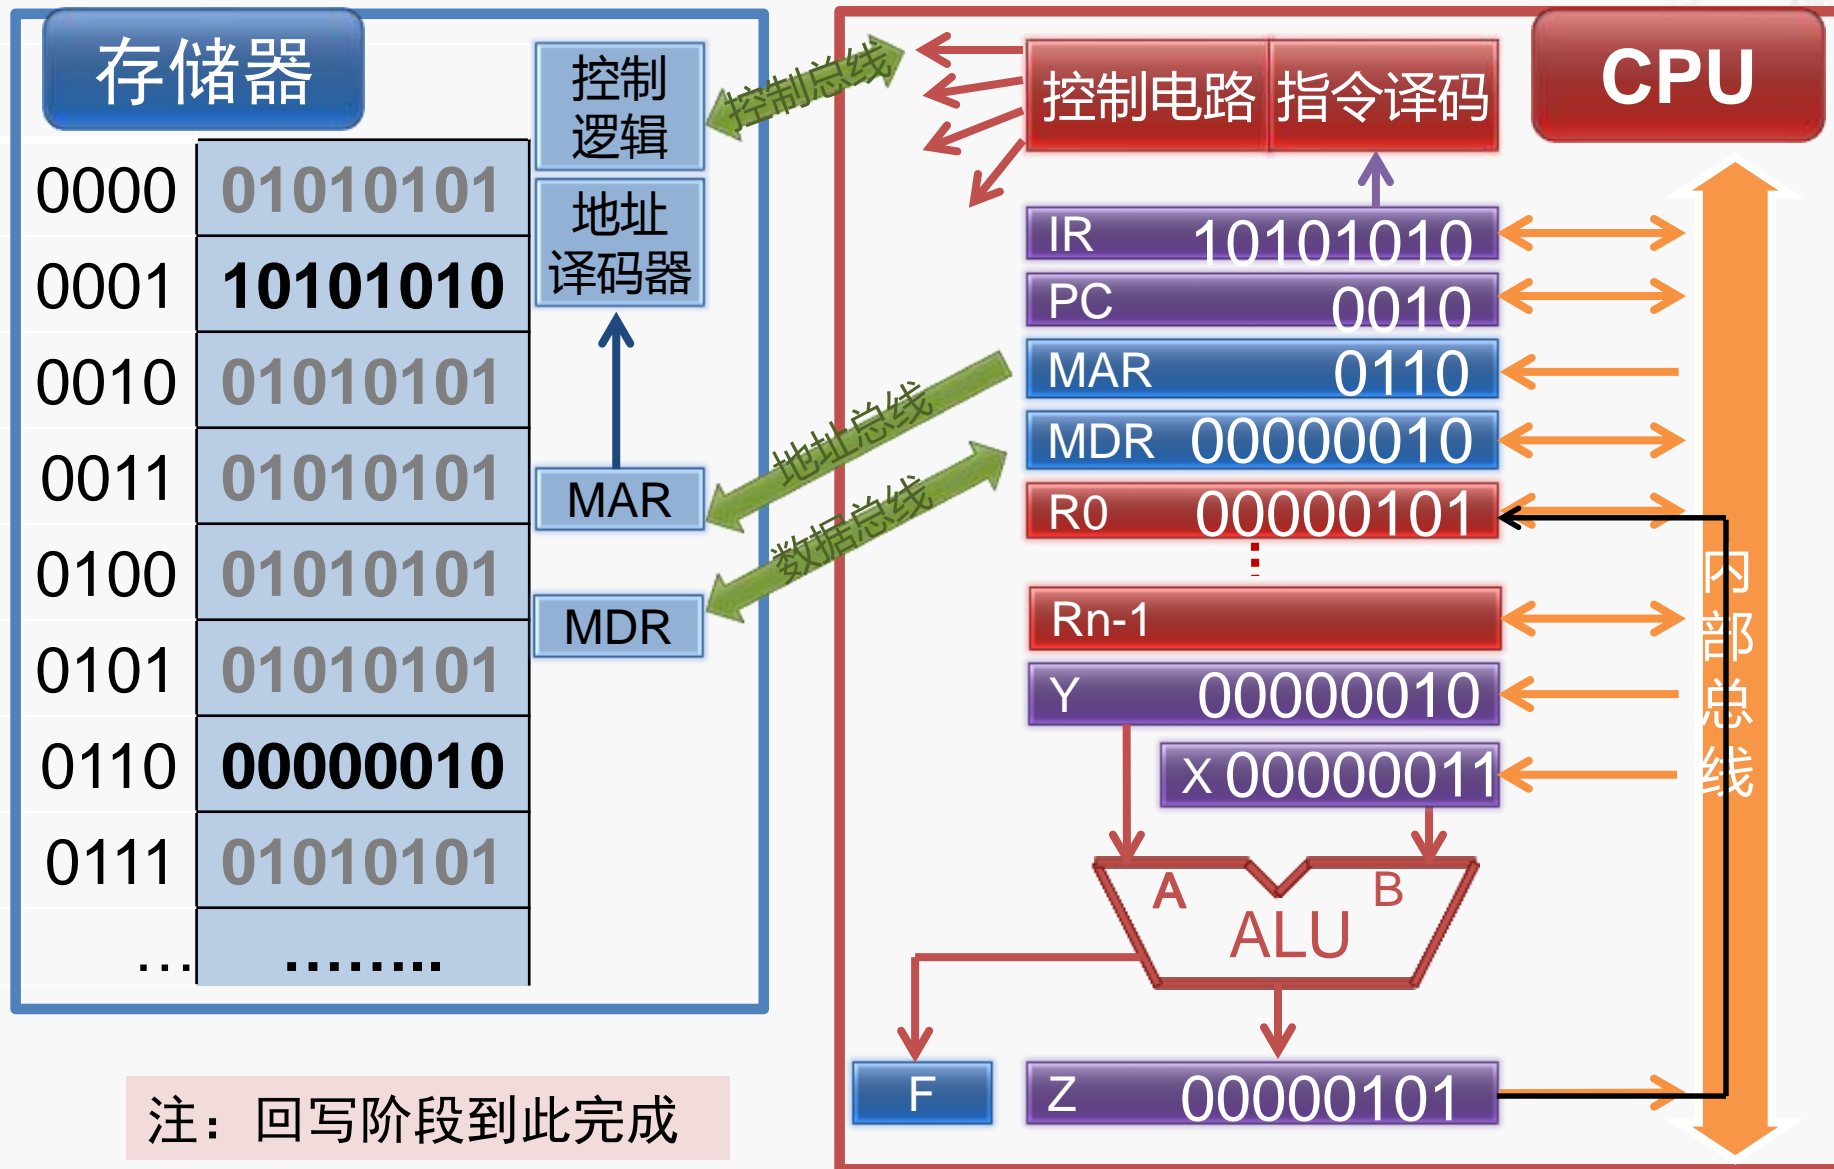 存储器
控制
逻辑
地址
译码器
0000 01010101
0001 10101010
0010 01010101
0011 01010101
0100 01010101
0101 01010101
0110 00000010
0111 01010101
... ........
MAR
MDR
控制总线
地址总线
数据总线
CPU
控制电路 指令译码
IR 10101010
PC 0010
MAR 0110
MDR 00000010
R0 00000101
Rn-1
Y 00000010
X 00000011
A B
ALU
F
Z 00000101
内
部
总
线
注：回写阶段到此完成